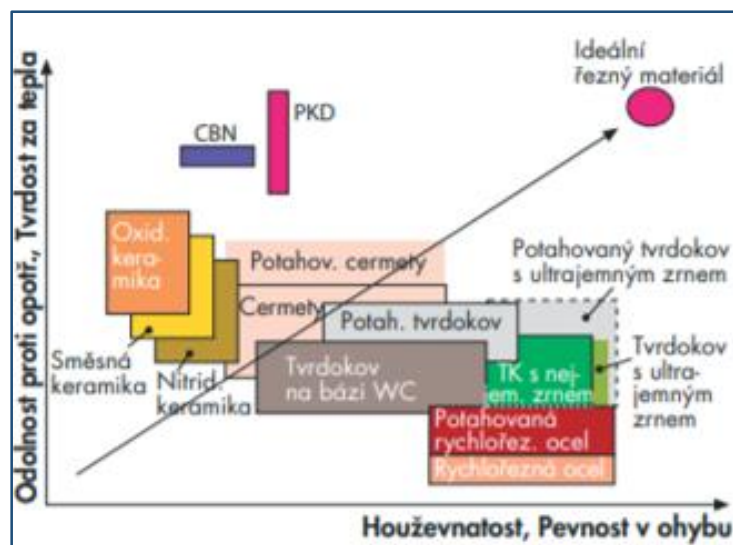 Odolnost proti opotř., Tvrdost za tepla
Ideální
řezný materiál
PKD
CBN
Oxid.
kera-
mika
Potahov. cermety
Potahovaný tvrdokov
s ultrajemným zrnem
Cermety
Potah. tvrdokov
Směsná
keramika
Nitrid.
keramika
Tvrdokov
na bázi WC
TK s nej-
jem. zrnem
Tvrdokov
s ultra-
jemným
zrnem
Potahovaná
rychlořez. ocel
Rychlořezná ocel
Houževnatost, Pevnost v ohybu